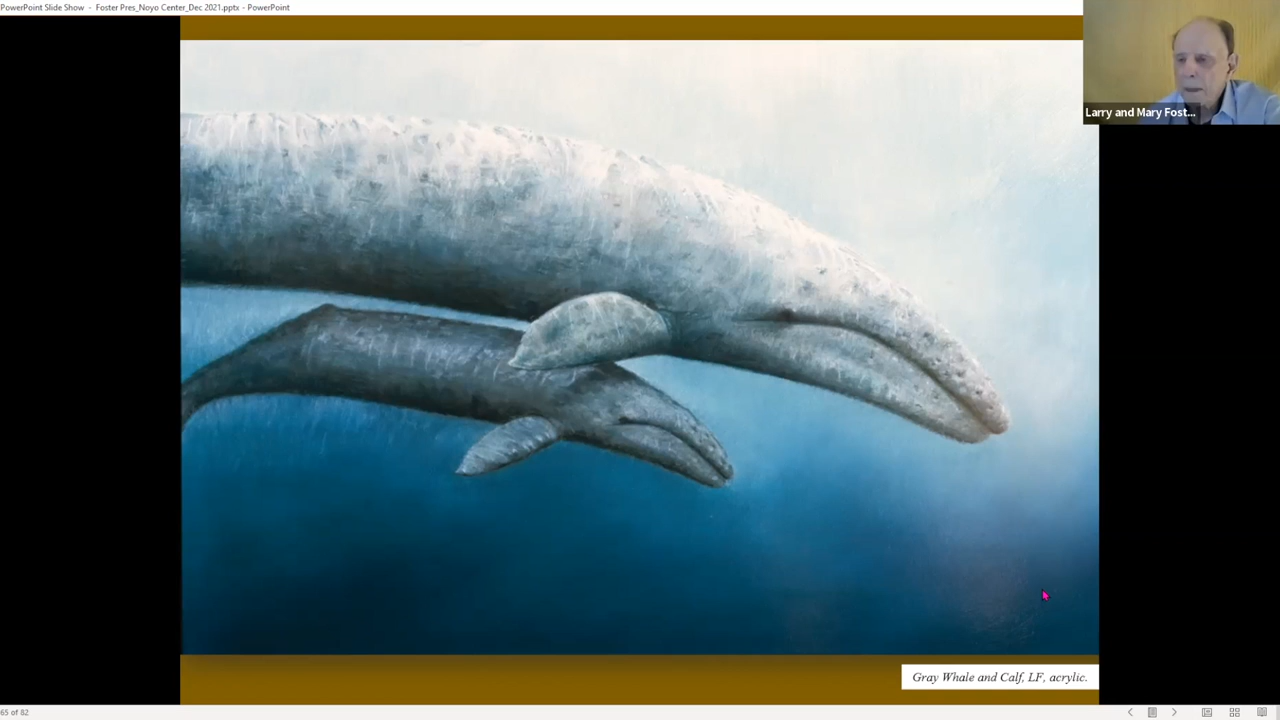 PowerPoint Slide Show - Foster Pres_Noyo Center_Dec 2021.pptx - PowerPoint
Larry and Mary Fost...
Gray Whale and Calf, LF, acrylic.
65 of 82